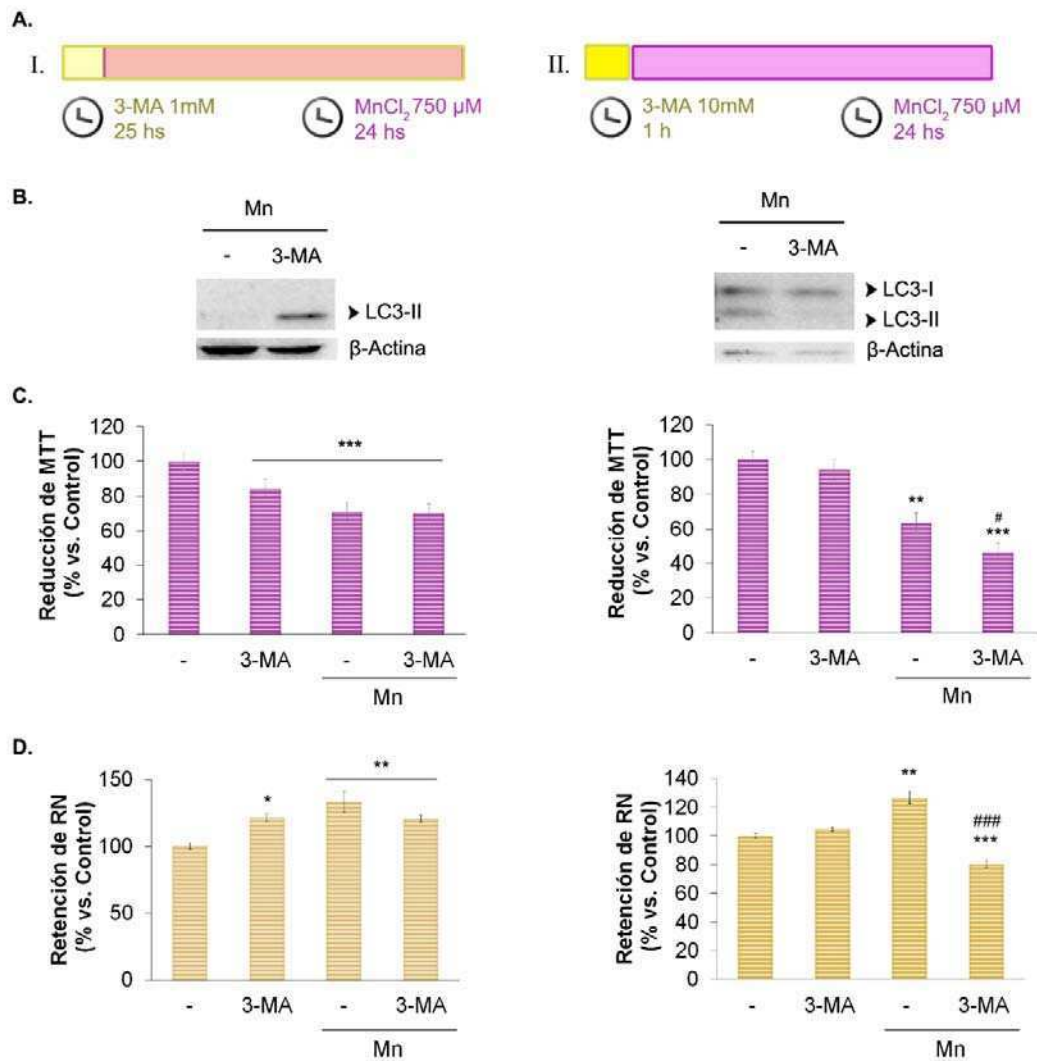 A.
I.
3-MA 1mM
25 hs
MnCl2 750 µM
24 hs
II.
3-MA 10mM
1 h
MnCl2 750 µM
24 hs
B.
Mn
- 3-MA
LC3-II
β-Actina
Mn
- 3-MA
LC3-I
LC3-II
β-Actina
C.
Reducción de MTT
(% vs. Control)
120
100
80
60
40
20
0
***
- 3-MA - 3-MA
Mn
Reducción de MTT
(% vs. Control)
120
100
80
60
40
20
0
**
#
***
- 3-MA - 3-MA
Mn
D.
Retención de RN
(% vs. Control)
150
100
50
0
*
**
- 3-MA - 3-MA
Mn
Retención de RN
(% vs. Control)
140
120
100
80
60
40
20
0
**
###
***
- 3-MA - 3-MA
Mn